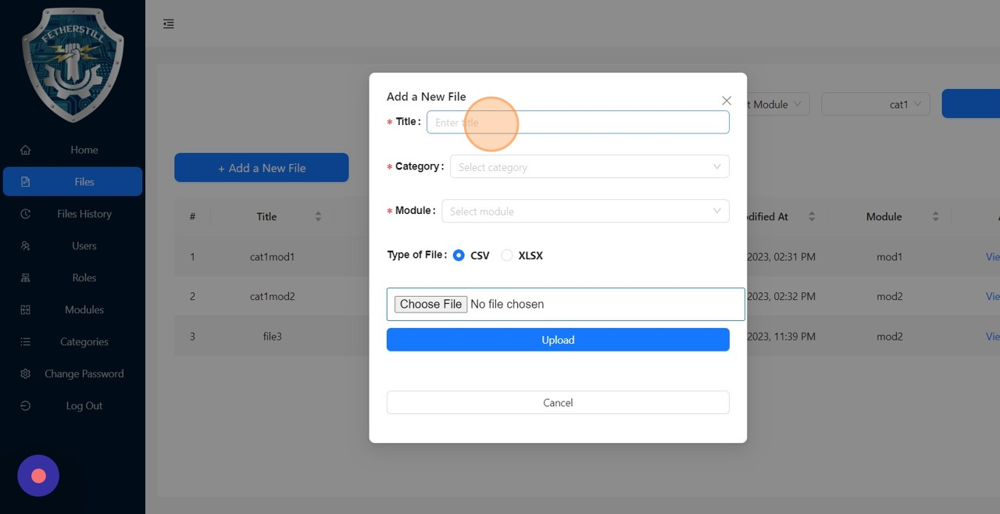 FETHERSTILL
Home
Files
Files History
Users
Roles
Modules
Categories
Change Password
Log Out
t Module
cat1
+ Add a New File
# Title
dified At Module
1 cat1mod1
2023, 02:31 PM mod1 Vie
2 cat1mod2
2023, 02:32 PM mod2 Vie
3 file3
2023, 11:39 PM mod2 Vie
Add a New File
* Title :
Enter title
* Category :
Select category
* Module :
Select module
Type of File : CSV XLSX
Choose File No file chosen
Upload
Cancel